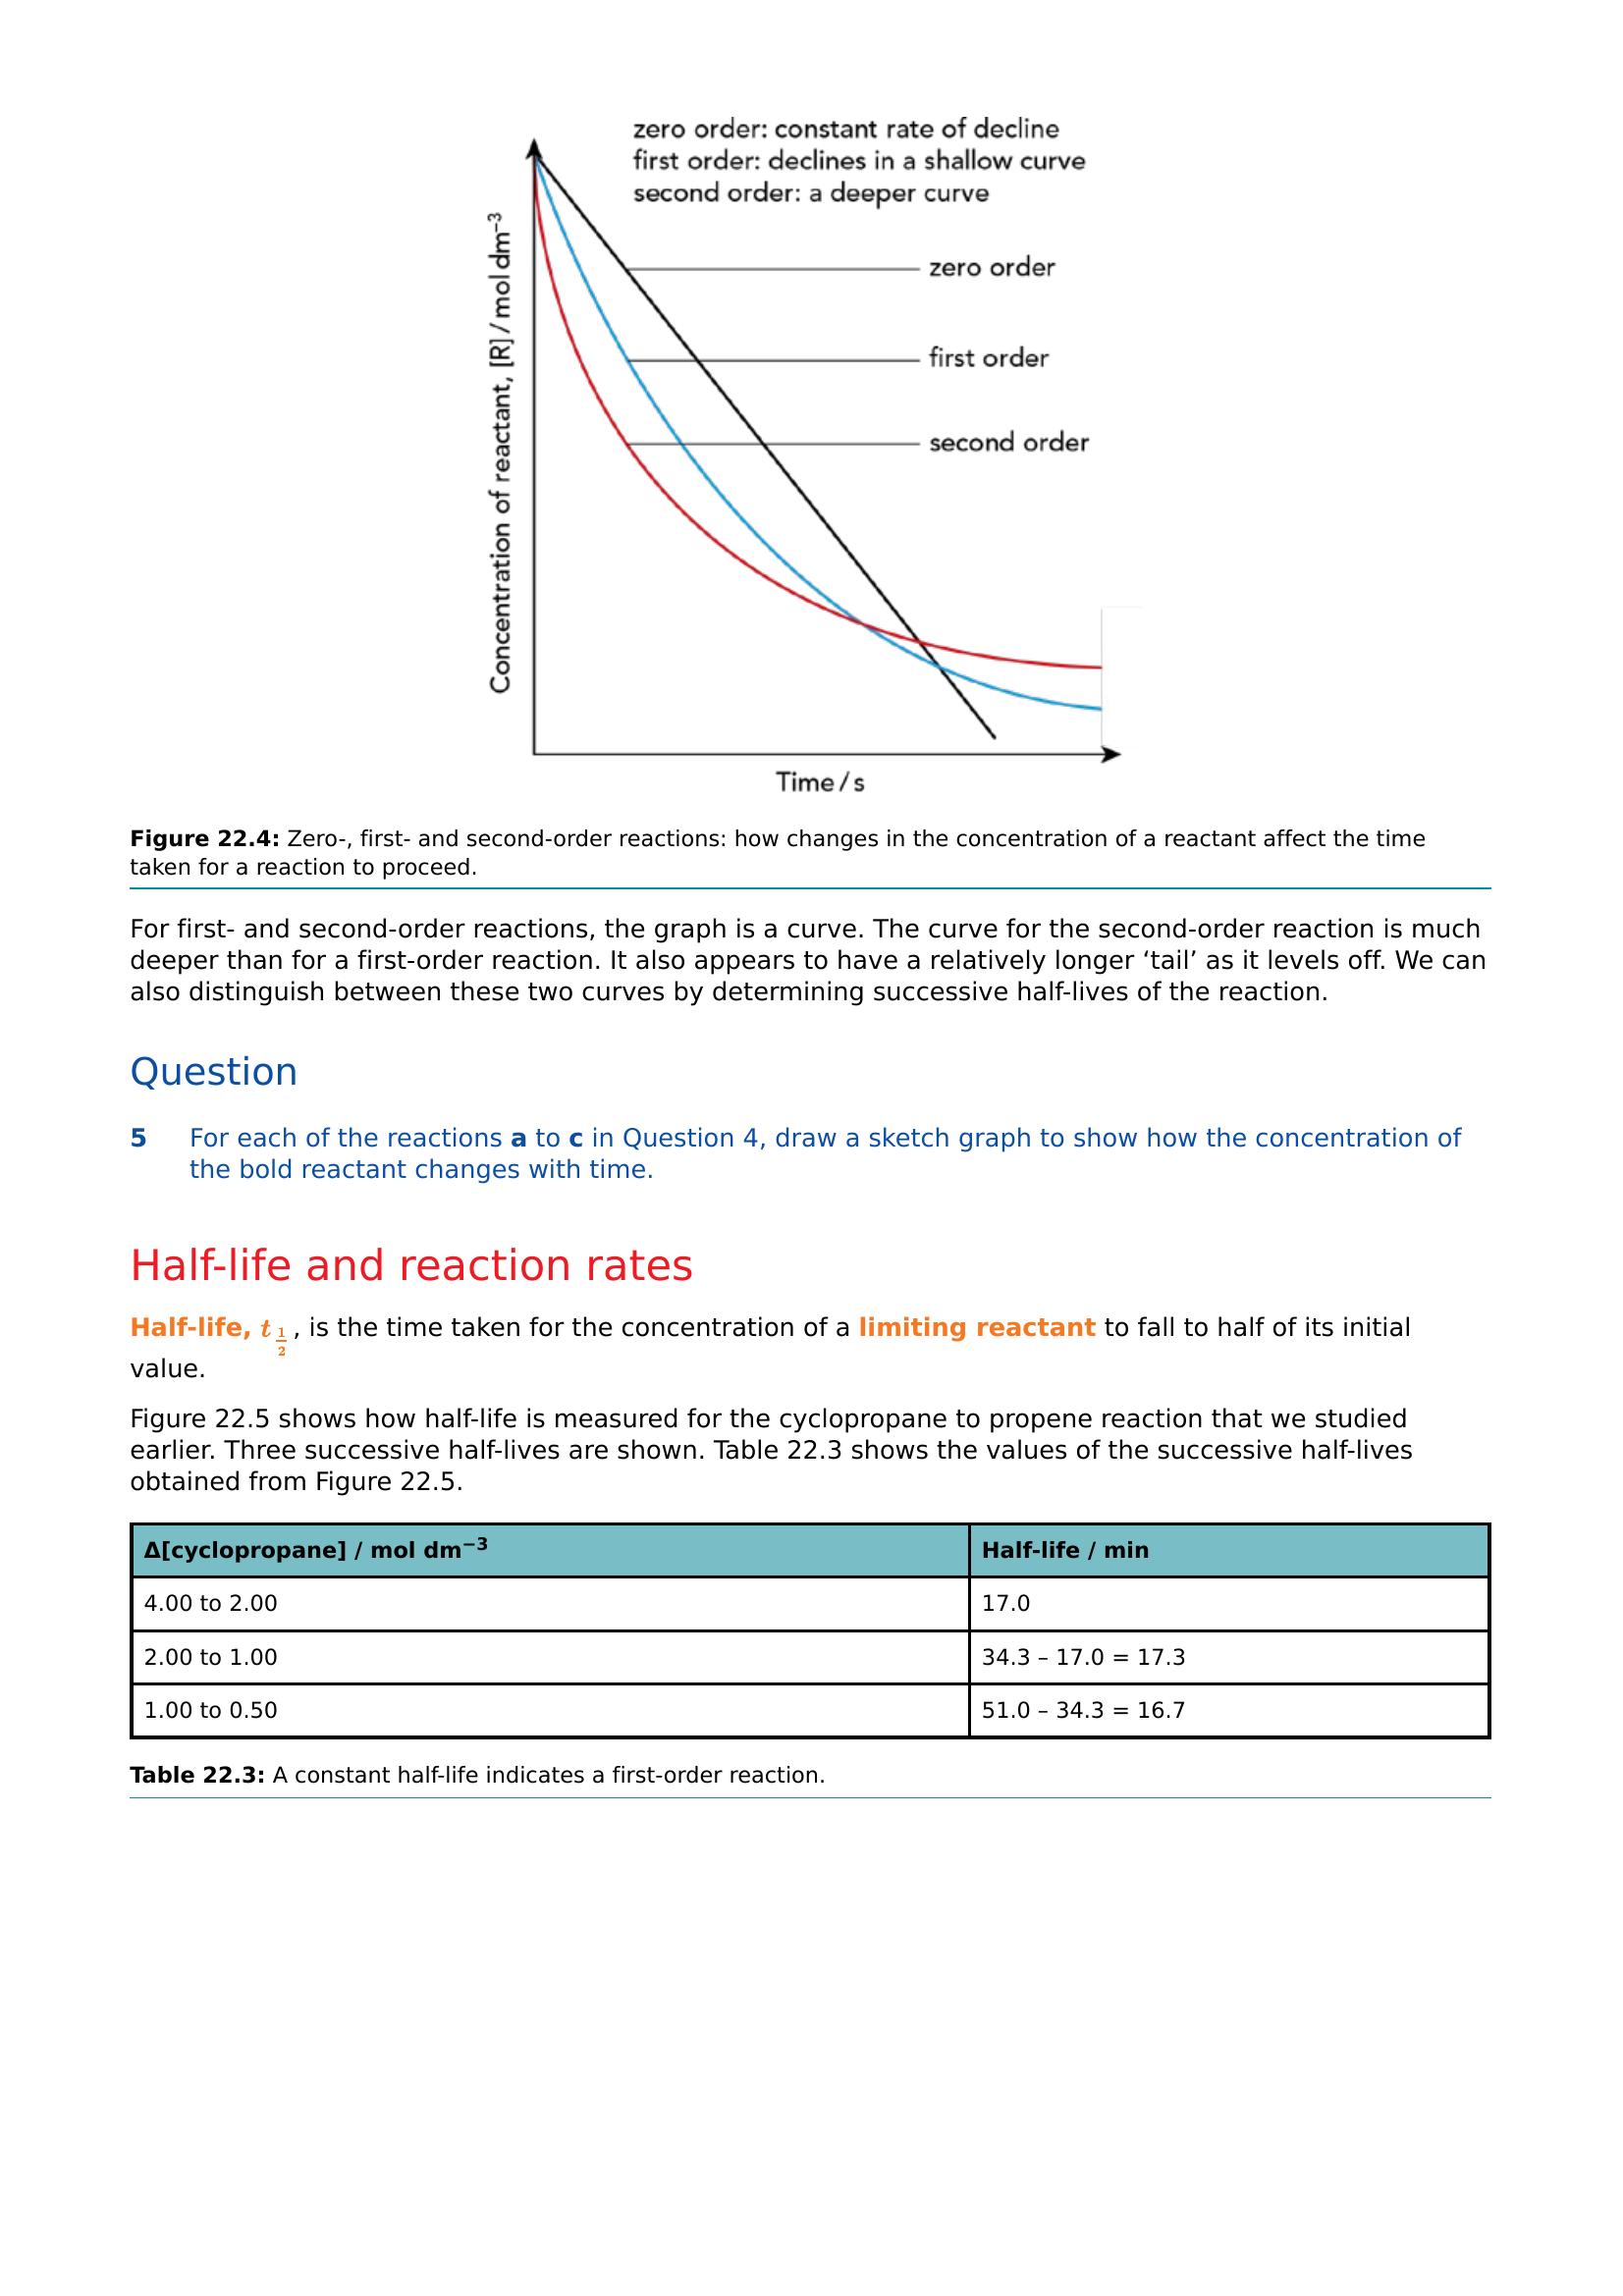 zero order: constant rate of decline
first order: declines in a shallow curve
second order: a deeper curve
Concentration of reactant, [R] / mol dm⁻³
zero order
first order
second order
Time / s
Figure 22.4: Zero-, first- and second-order reactions: how changes in the concentration of a reactant affect the time
taken for a reaction to proceed.
For first- and second-order reactions, the graph is a curve. The curve for the second-order reaction is much
deeper than for a first-order reaction. It also appears to have a relatively longer ‘tail’ as it levels off. We can
also distinguish between these two curves by determining successive half-lives of the reaction.
Question
5 For each of the reactions a to c in Question 4, draw a sketch graph to show how the concentration of
the bold reactant changes with time.
Half-life and reaction rates
Half-life, t 1/2 , is the time taken for the concentration of a limiting reactant to fall to half of its initial
value.
Figure 22.5 shows how half-life is measured for the cyclopropane to propene reaction that we studied
earlier. Three successive half-lives are shown. Table 22.3 shows the values of the successive half-lives
obtained from Figure 22.5.
Δ[cyclopropane] / mol dm⁻³ Half-life / min
4.00 to 2.00 17.0
2.00 to 1.00 34.3 – 17.0 = 17.3
1.00 to 0.50 51.0 – 34.3 = 16.7
Table 22.3: A constant half-life indicates a first-order reaction.